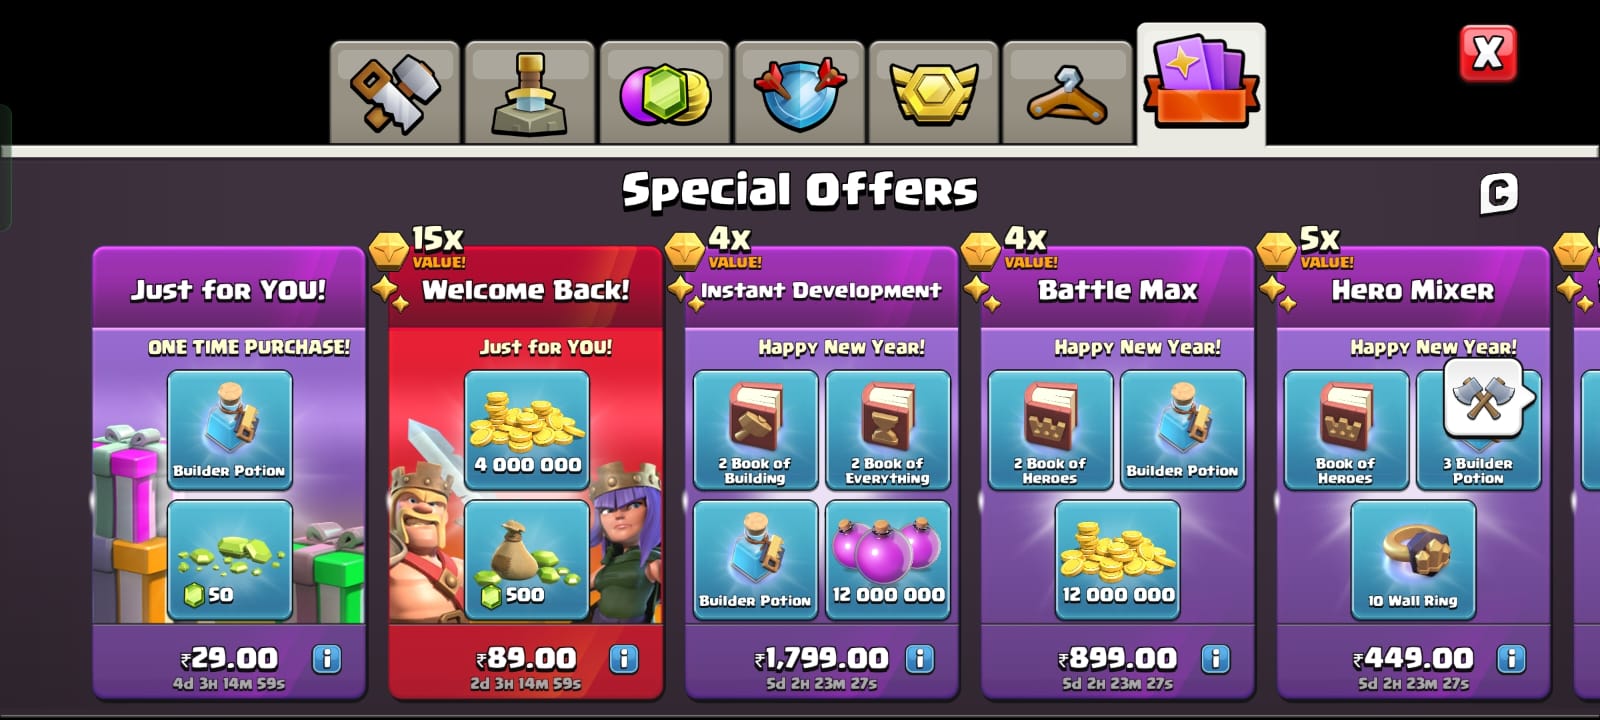 X
Special Offers
C
Just for YOU!
ONE TIME PURCHASE!
Builder Potion
50
₹29.00
i
4d 3h 14m 59s
15x
VALUE!
Welcome Back!
Just for YOU!
4 000 000
500
₹89.00
i
2d 3h 14m 59s
4x
VALUE!
Instant Development
Happy New Year!
2 Book of
Building
2 Book of
Everything
Builder Potion
12 000 000
₹1,799.00
i
5d 2h 23m 27s
4x
VALUE!
Battle Max
Happy New Year!
2 Book of
Heroes
Builder Potion
12 000 000
₹899.00
i
5d 2h 23m 27s
5x
VALUE!
Hero Mixer
Happy New Year!
Book of
Heroes
3 Builder
Potion
10 Wall Ring
₹449.00
i
5d 2h 23m 27s